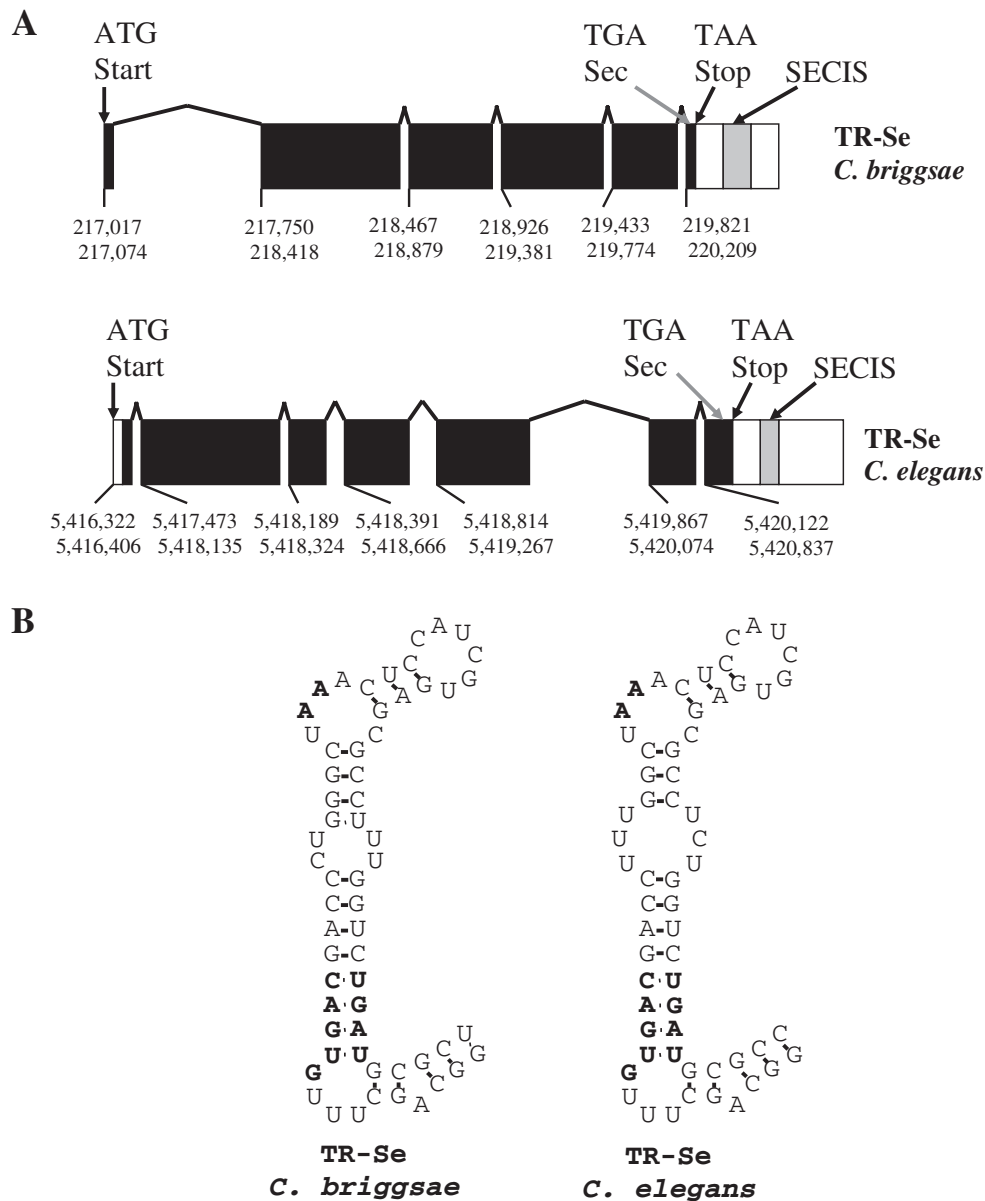 A
ATG
Start
TGA
Sec
TAA
Stop
SECIS
TR-Se
C. briggsae
217,017
217,074
217,750
218,418
218,467
218,879
218,926
219,381
219,433
219,774
219,821
220,209
ATG
Start
TGA
Sec
TAA
Stop
SECIS
TR-Se
C. elegans
5,416,322
5,416,406
5,417,473
5,418,135
5,418,189
5,418,324
5,418,391
5,418,666
5,418,814
5,419,267
5,419,867
5,420,074
5,420,122
5,420,837
B
A U
C C
C G
U G U
A A C A
A G
U C
C-G
G-C
G-C
G·U
U U
C U
C-G
C-G
A-U
G-C
C·U
A·G
G·A
U·U
G G C G C U
U C G A C G G
U U U
TR-Se
C. briggsae
A U
C C
C G
U G U
A A C A
A G
U C
C-G
G-C
G-C
U U
U C
U U
C-G
C-G
A-U
G-C
C·U
A·G
G·A
U·U
G G C G C C
U C G A C G G
U U U
TR-Se
C. elegans